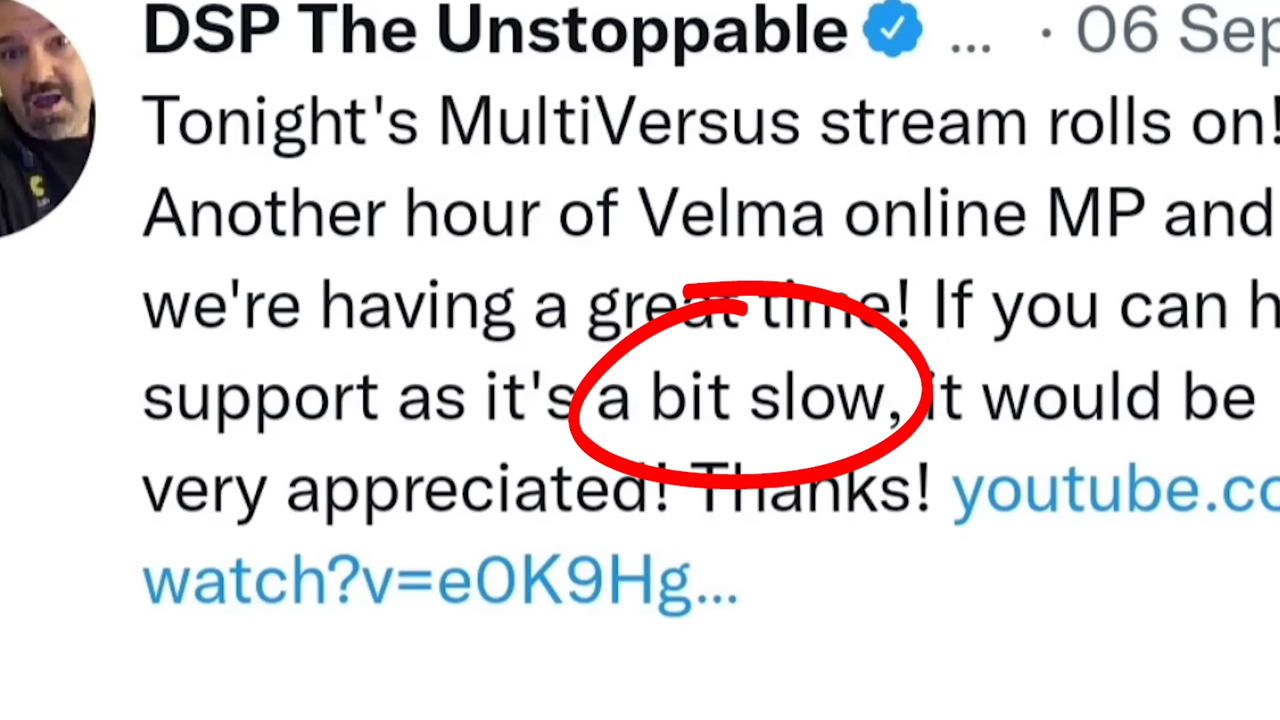 DSP The Unstoppable ... · 06 Sep
Tonight's MultiVersus stream rolls on!
Another hour of Velma online MP and
we're having a great time! If you can h
support as it's a bit slow, it would be
very appreciated! Thanks! youtube.co
watch?v=e0K9Hg...